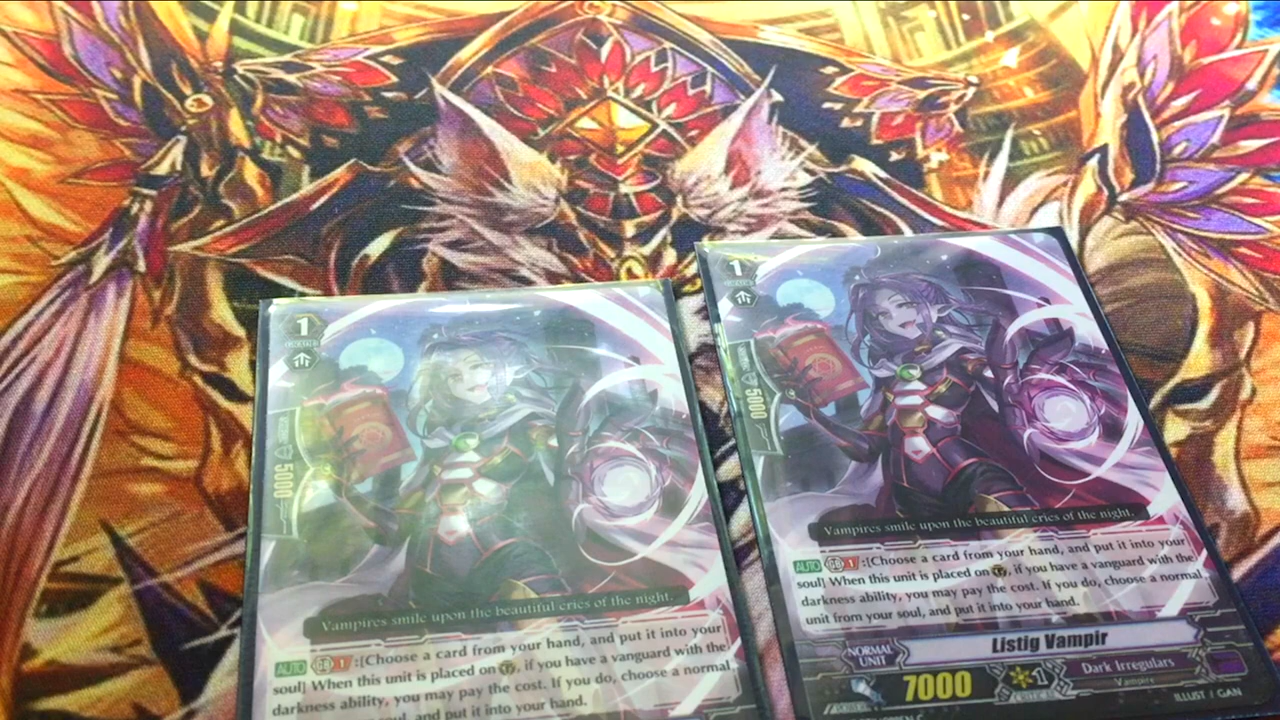 1
GRADE
5000
Vampires smile upon the beautiful cries of the night.
AUTO GB 1 :[Choose a card from your hand, and put it into your
soul] When this unit is placed on , if you have a vanguard with the
darkness ability, you may pay the cost. If you do, choose a normal
unit from your soul, and put it into your hand.
1
5000
Vampires smile upon the beautiful cries of the night.
AUTO GB 1 :[Choose a card from your hand, and put it into your
soul] When this unit is placed on , if you have a vanguard with the
darkness ability, you may pay the cost. If you do, choose a normal
unit from your soul, and put it into your hand.
NORMAL
UNIT
Listig Vampir
POWER
7000
1
CRITICAL
Dark Irregulars
Vampire
ILLUST / GAN